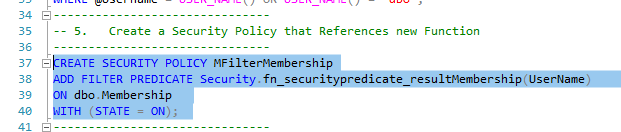 33 WHERE @Username = USER_NAME() OR USER_NAME() = 'dbo';
34 ------------------------------
35 -- 5.   Create a Security Policy that References new Function
36 ------------------------------
37 CREATE SECURITY POLICY MFilterMembership
38 ADD FILTER PREDICATE Security.fn_securitypredicate_resultMembership(UserName)
39 ON dbo.Membership
40 WITH (STATE = ON);
41 ------------------------------